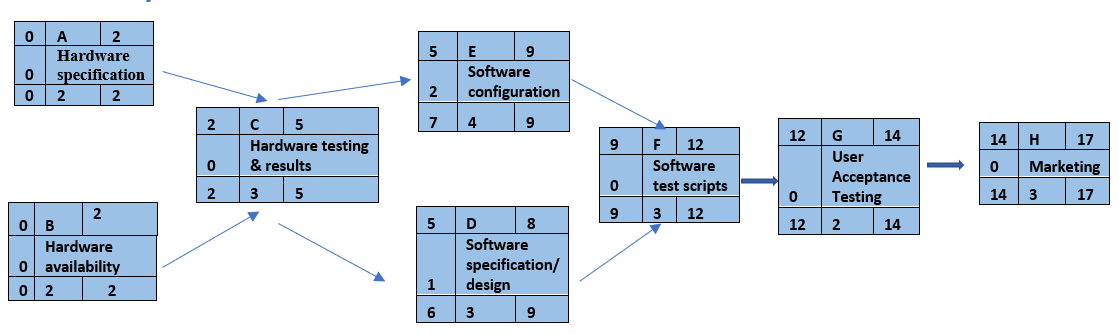 0 A 2
Hardware
0 specification
0 2 2
0 B 2
Hardware
0 availability
0 2 2
2 C 5
Hardware testing
0 & results
2 3 5
5 E 9
Software
2 configuration
7 4 9
5 D 8
Software
specification/
1 design
6 3 9
9 F 12
Software
0 test scripts
9 3 12
12 G 14
User
Acceptance
0 Testing
12 2 14
14 H 17
0 Marketing
14 3 17